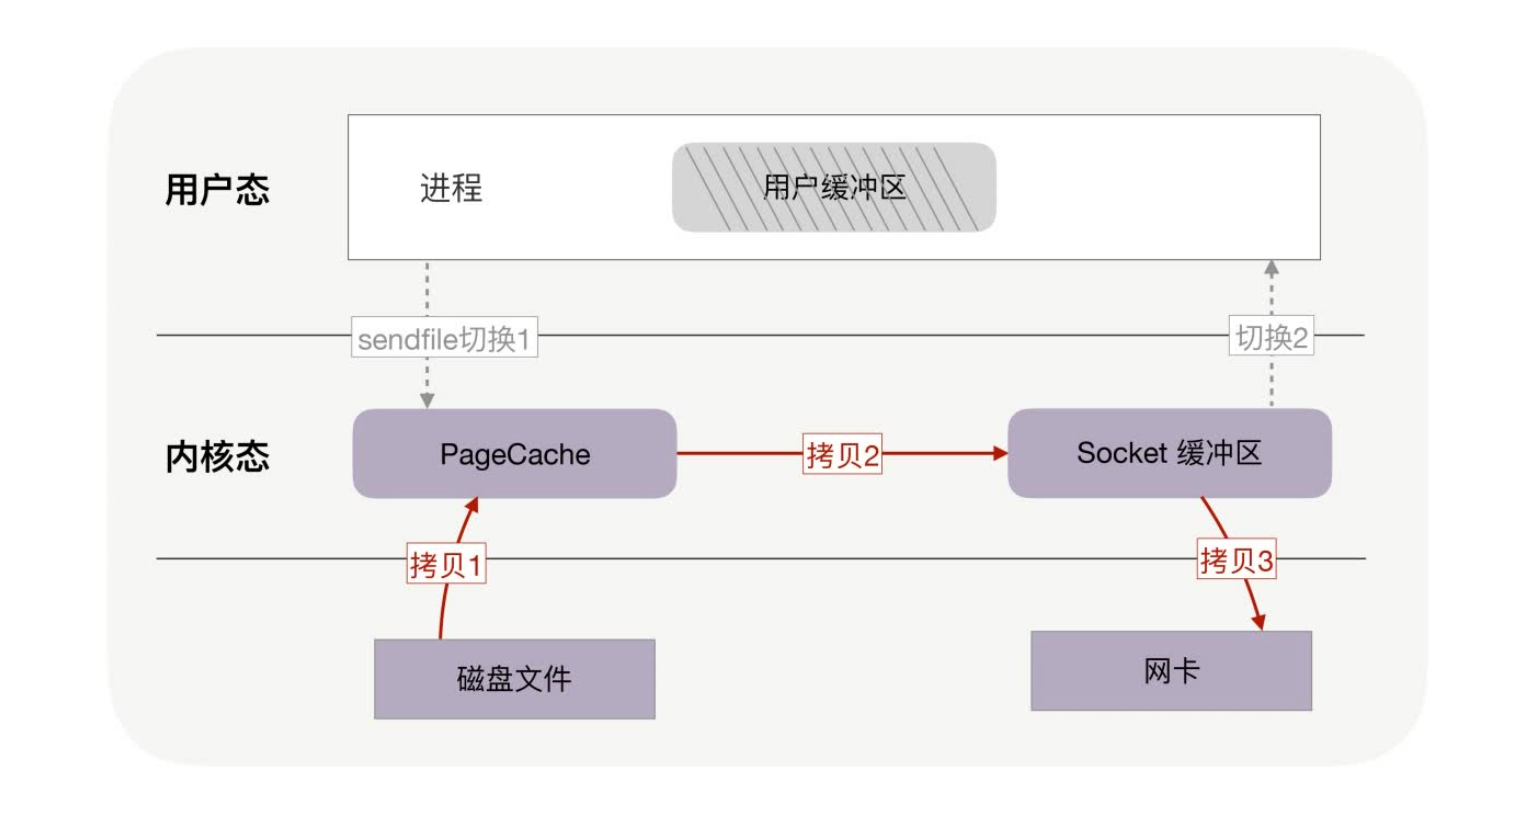 用户态
进程
用户缓冲区
sendfile切换1
切换2
内核态
PageCache
拷贝2
Socket 缓冲区
拷贝1
拷贝3
磁盘文件
网卡